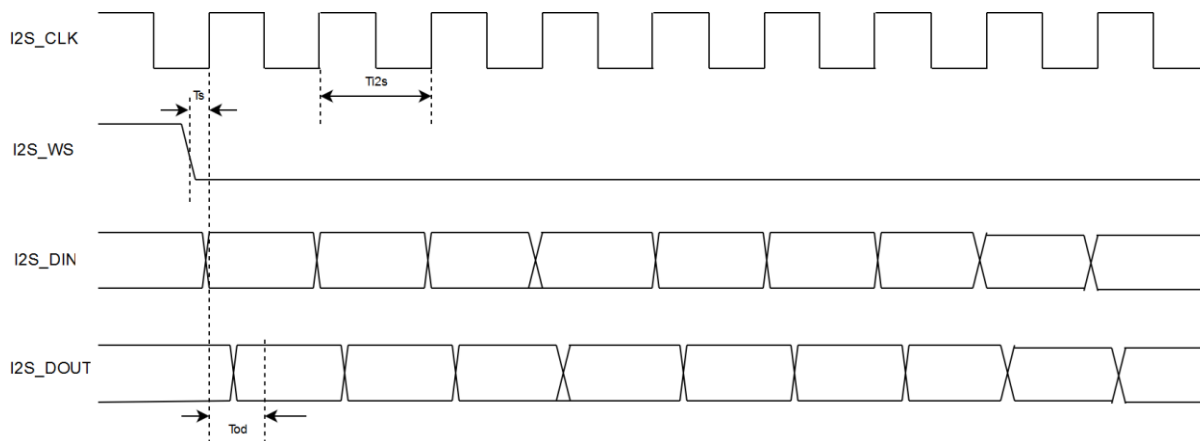 I2S_CLK
TI2s
Ts
I2S_WS
I2S_DIN
I2S_DOUT
Tod